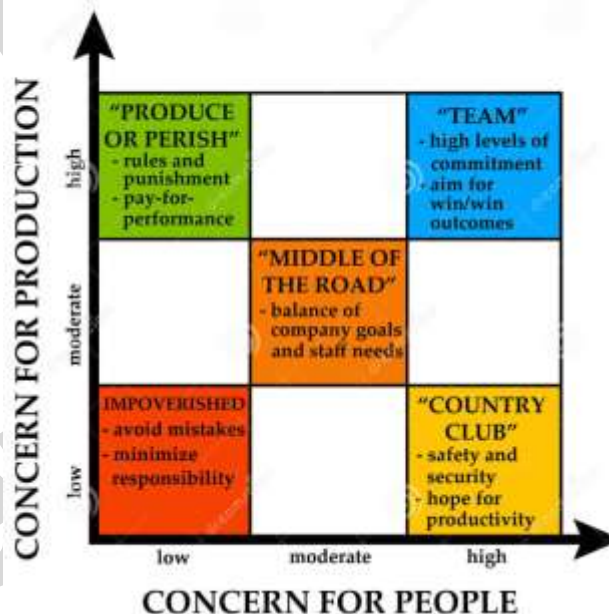 CONCERN FOR PRODUCTION
high
moderate
low
"PRODUCE
OR PERISH"
- rules and
punishment
- pay-for-
performance
"TEAM"
- high levels of
commitment
- aim for
win/win
outcomes
"MIDDLE OF
THE ROAD"
- balance of
company goals
and staff needs
IMPOVERISHED
- avoid mistakes
- minimize
responsibility
"COUNTRY
CLUB"
- safety and
security
- hope for
productivity
low
moderate
high
CONCERN FOR PEOPLE